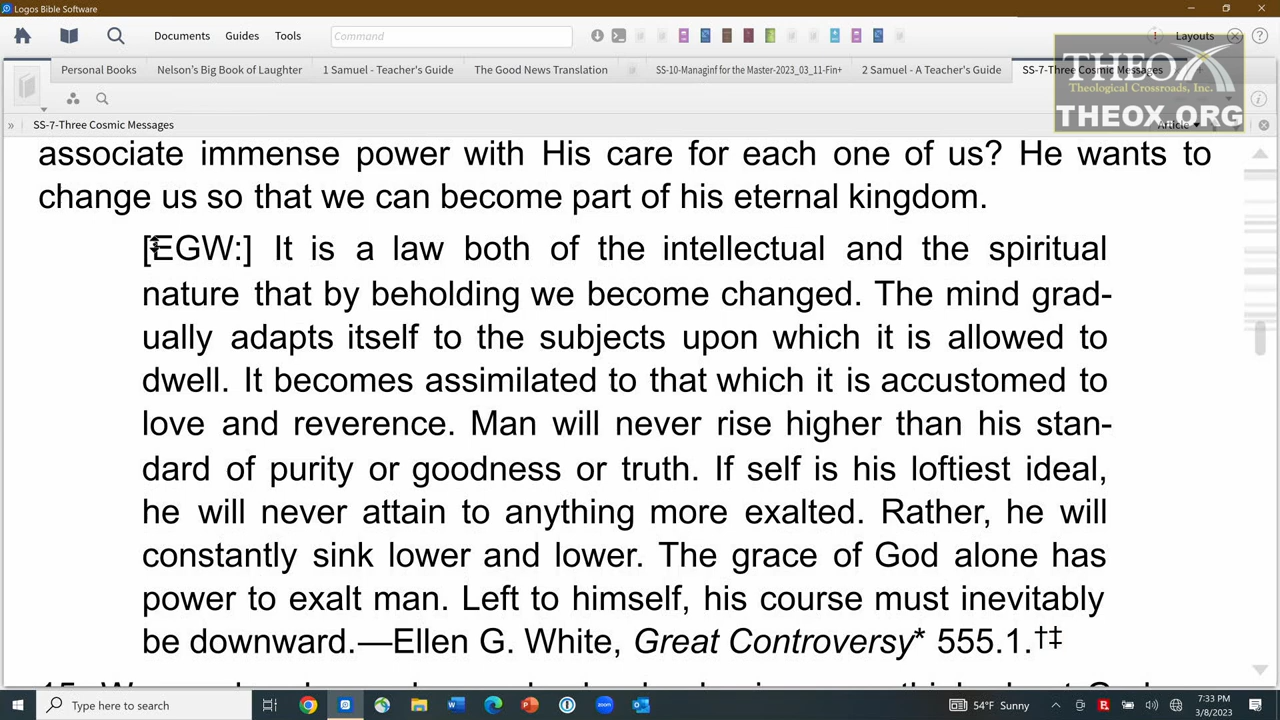 Logos Bible Software
Documents Guides Tools Command Layouts
Personal Books Nelson's Big Book of Laughter 1 Samuel Teac The Good News Translation SS-10-Managinf for the Master-2023_03_11-Fin+ 2 Samuel - A Teacher's Guide SS-7-Three Cosmic Messages
THEOX
Theological Crossroads, Inc.
THEOX.ORG
SS-7-Three Cosmic Messages Article
associate immense power with His care for each one of us? He wants to
change us so that we can become part of his eternal kingdom.
[EGW:] It is a law both of the intellectual and the spiritual
nature that by beholding we become changed. The mind grad-
ually adapts itself to the subjects upon which it is allowed to
dwell. It becomes assimilated to that which it is accustomed to
love and reverence. Man will never rise higher than his stan-
dard of purity or goodness or truth. If self is his loftiest ideal,
he will never attain to anything more exalted. Rather, he will
constantly sink lower and lower. The grace of God alone has
power to exalt man. Left to himself, his course must inevitably
be downward.—Ellen G. White, Great Controversy* 555.1.†‡
Type here to search
54°F Sunny
7:33 PM
3/8/2023